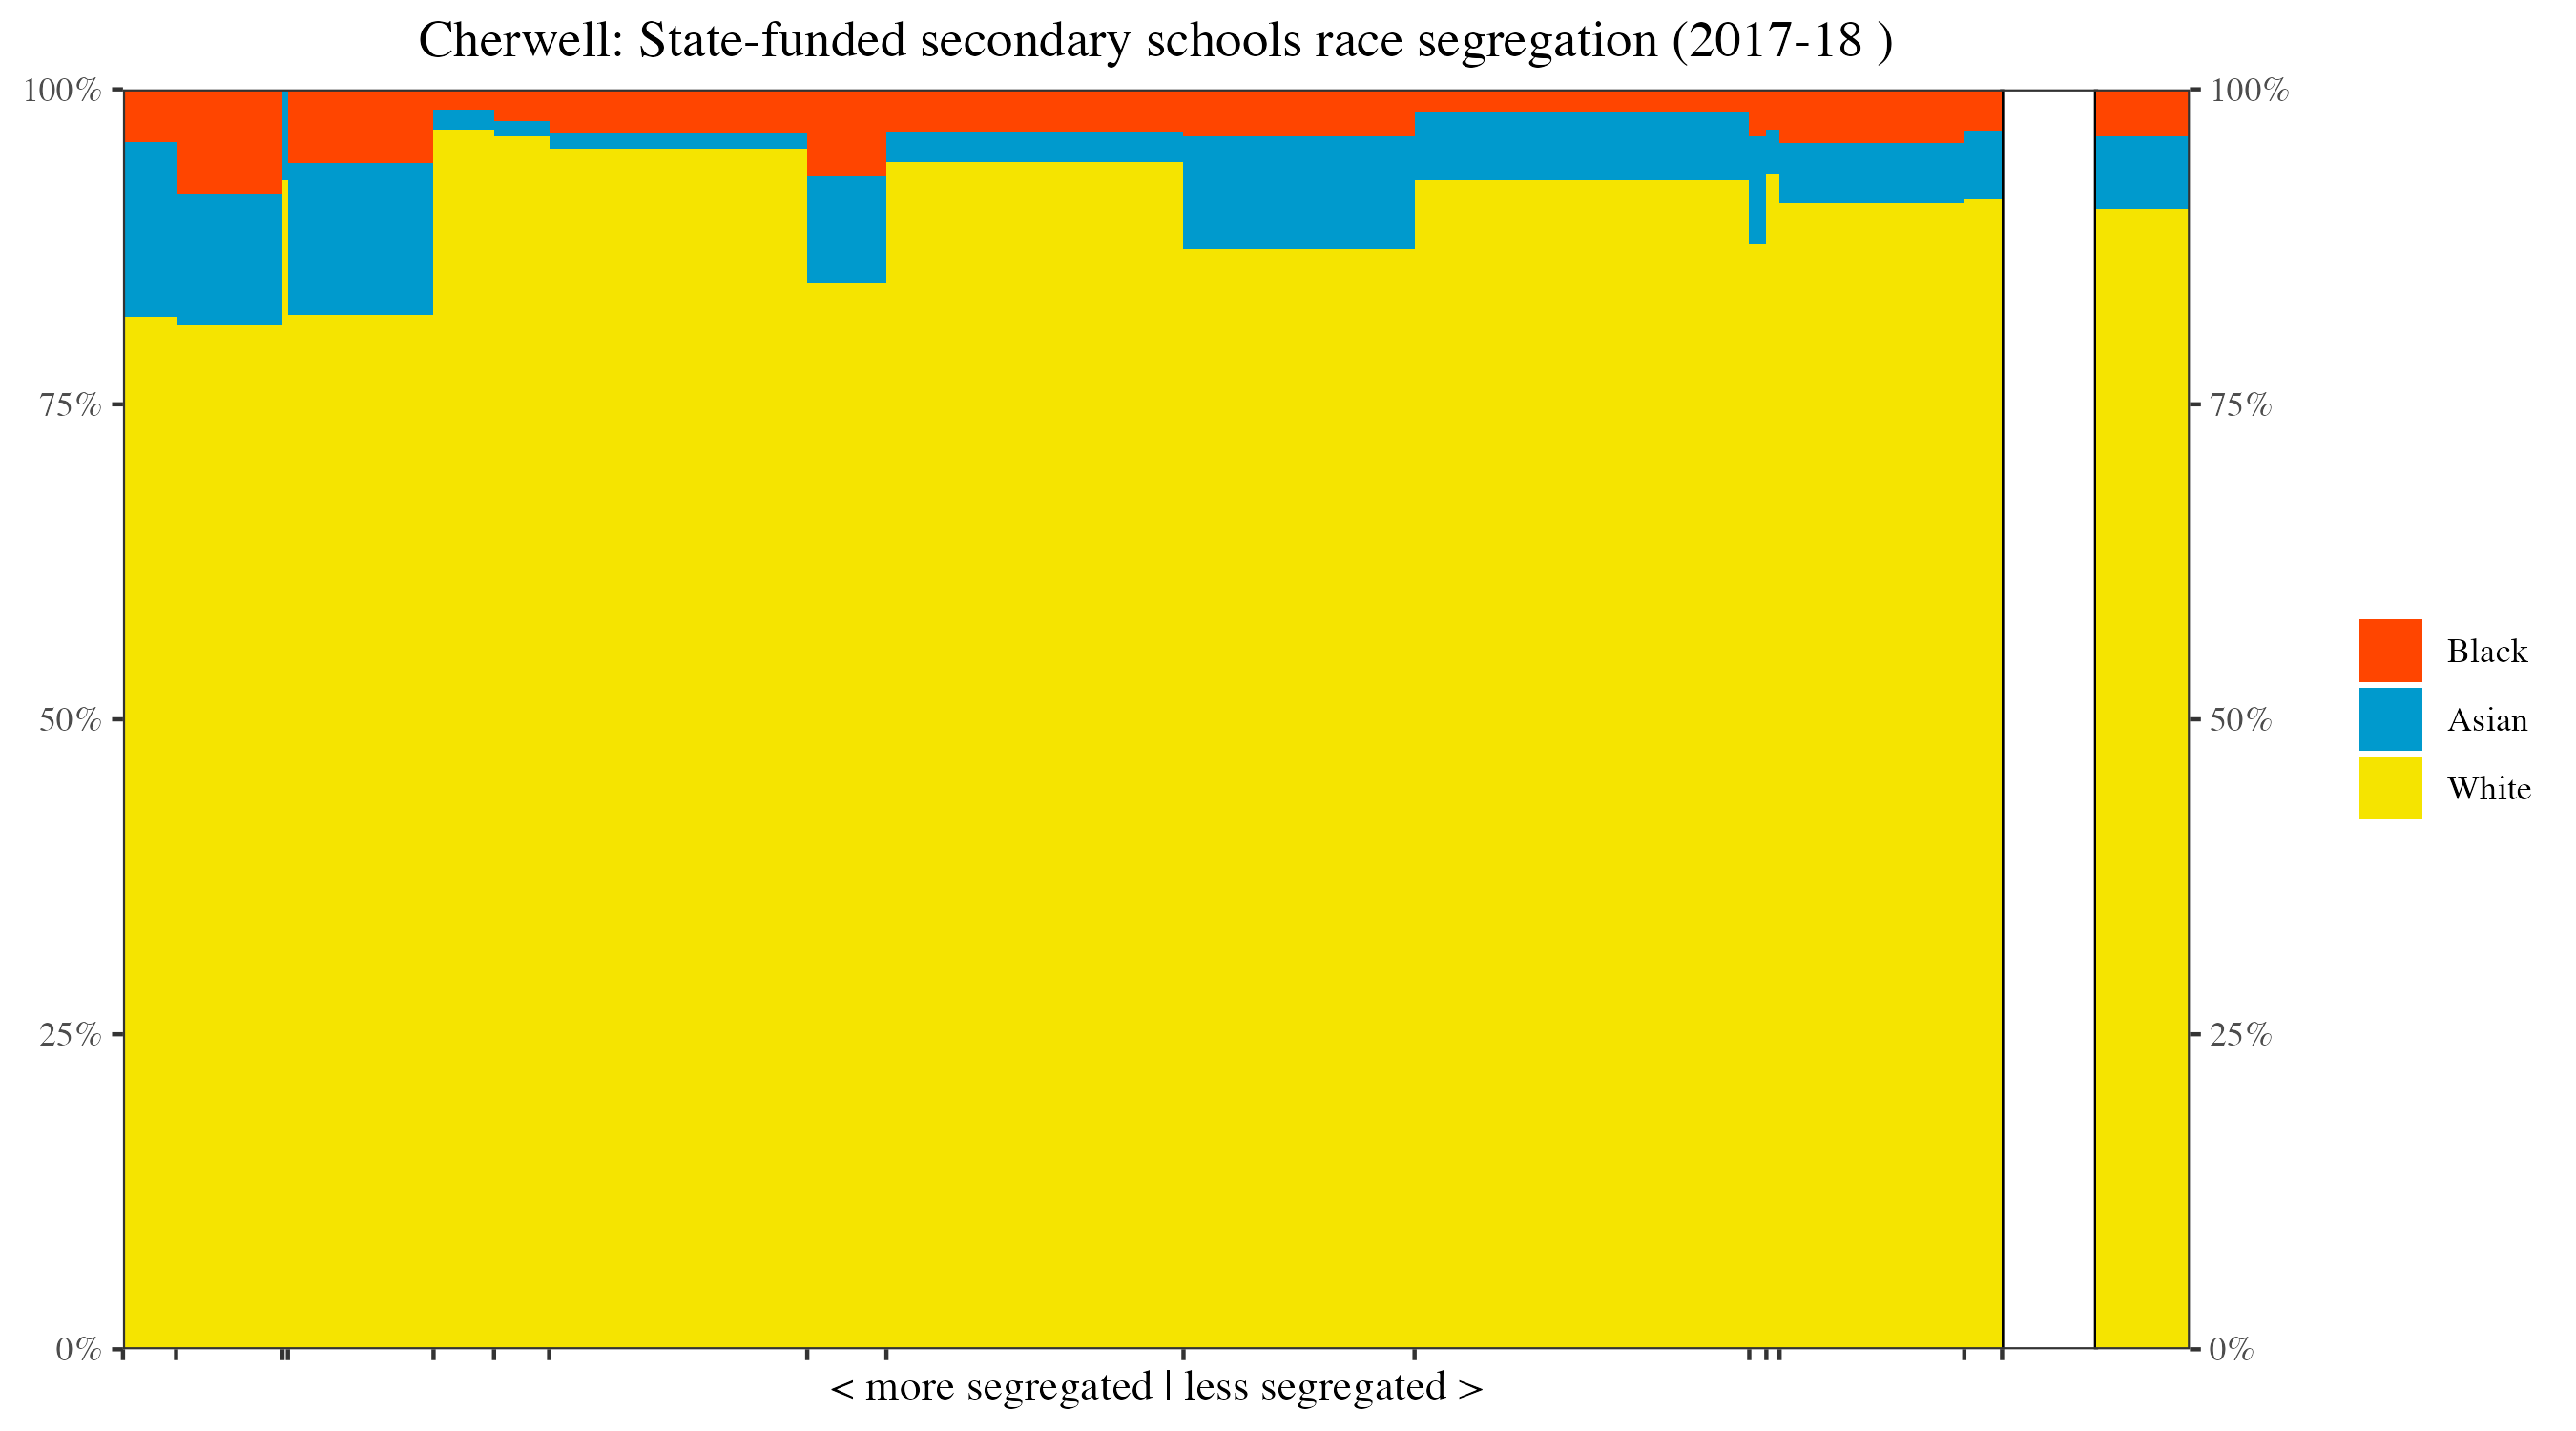 Cherwell: State-funded secondary schools race segregation (2017-18 )
100%
75%
50%
25%
0%
100%
75%
50%
25%
0%
Black
Asian
White
< more segregated | less segregated >